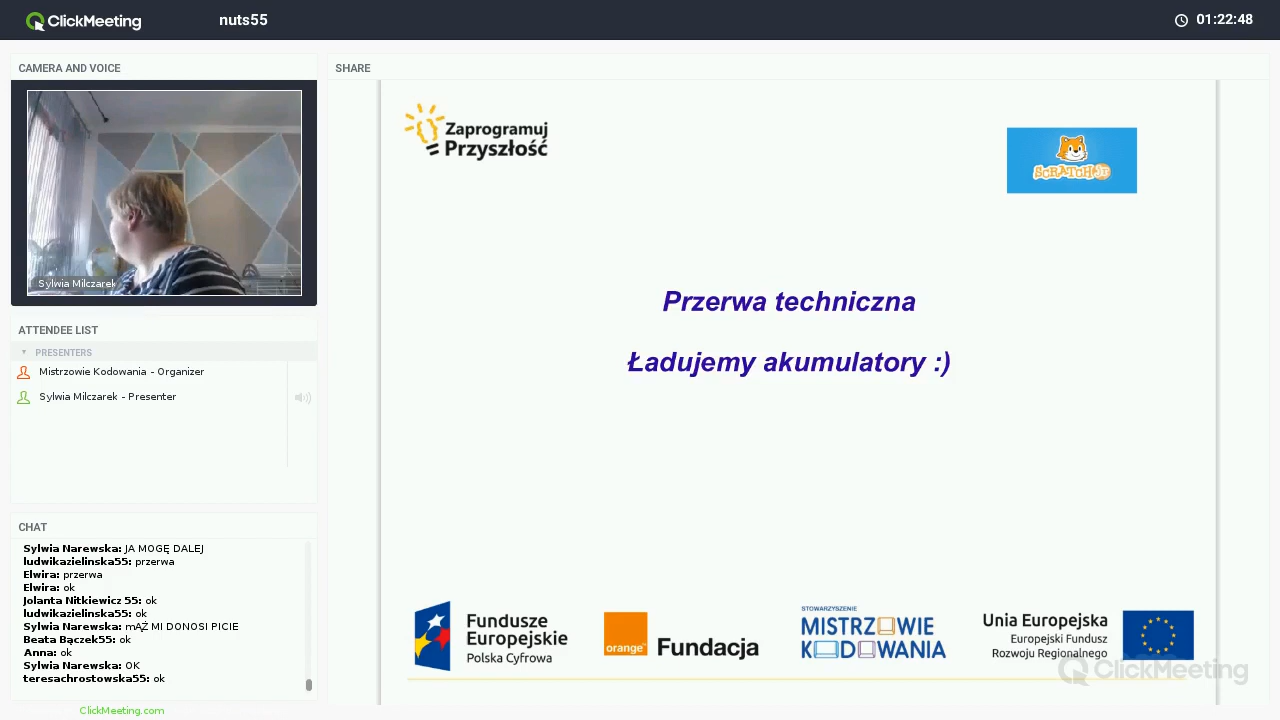 ClickMeeting
nuts55
01:22:48
CAMERA AND VOICE
SHARE
Sylwia Milczarek
Zaprogramuj
Przyszłość
SCRATCHJr
Przerwa techniczna
Ładujemy akumulatory :)
ATTENDEE LIST
PRESENTERS
Mistrzowie Kodowania - Organizer
Sylwia Milczarek - Presenter
CHAT
Sylwia Narewska: JA MOGĘ DALEJ
ludwikazielinska55: przerwa
Elwira: przerwa
Elwira: ok
Jolanta Nitkiewicz 55: ok
ludwikazielinska55: ok
Sylwia Narewska: mĄŻ MI DONOSI PICIE
Beata Bączek55: ok
Anna: ok
Sylwia Narewska: OK
teresachrostowska55: ok
ClickMeeting.com
Fundusze
Europejskie
Polska Cyfrowa
orange™
Fundacja
STOWARZYSZENIE
MISTRZOWIE
KODOWANIA
Unia Europejska
Europejski Fundusz
Rozwoju Regionalnego
ClickMeeting